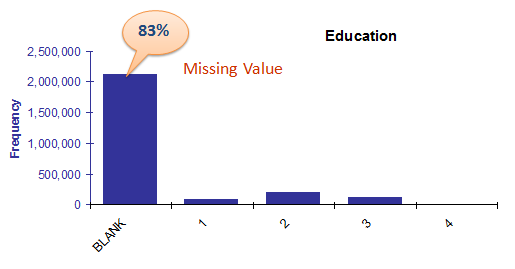 83%
Education
Missing Value
Frequency
2,500,000
2,000,000
1,500,000
1,000,000
500,000
0
BLANK
1
2
3
4